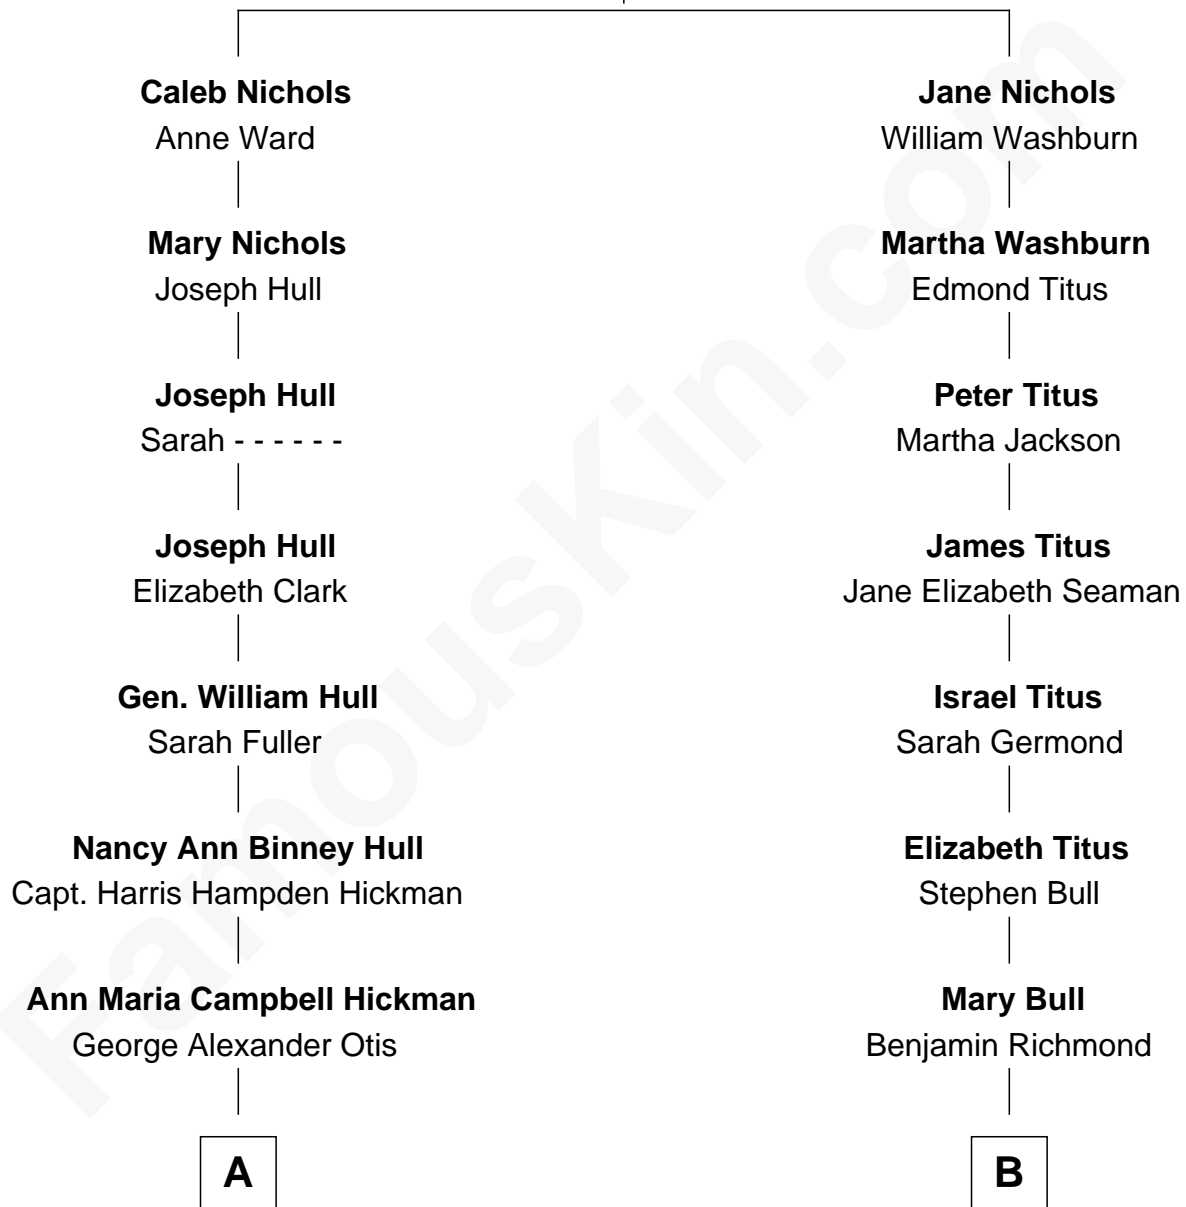 Caleb Nichols
Anne Ward
Mary Nichols
Joseph Hull
Joseph Hull
Sarah - - - - - -
Joseph Hull
Elizabeth Clark
Gen. William Hull
Sarah Fuller
Nancy Ann Binney Hull
Capt. Harris Hampden Hickman
Ann Maria Campbell Hickman
George Alexander Otis
A
Jane Nichols
William Washburn
Martha Washburn
Edmond Titus
Peter Titus
Martha Jackson
James Titus
Jane Elizabeth Seaman
Israel Titus
Sarah Germond
Elizabeth Titus
Stephen Bull
Mary Bull
Benjamin Richmond
B
FamousKin.com